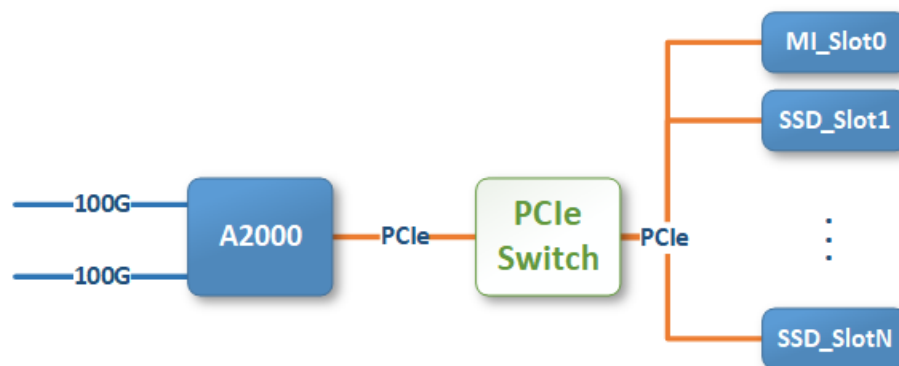 MI_Slot0
SSD_Slot1
100G
A2000
PCIe
PCIe
Switch
PCIe
100G
SSD_SlotN